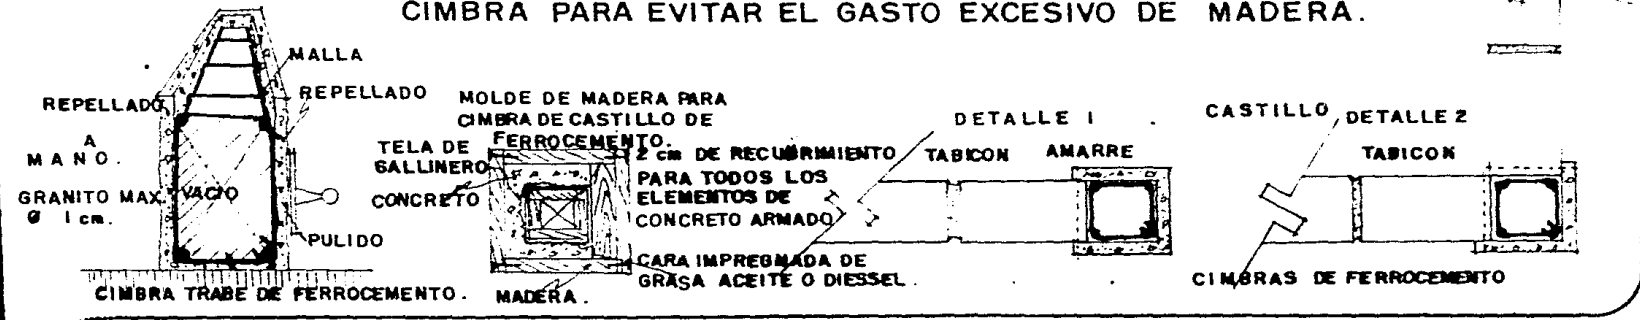 CIMBRA PARA EVITAR EL GASTO EXCESIVO DE MADERA.
MALLA
REPELLADO
REPELLADO
A
MANO.
GRANITO MAX.
Ø 1 cm.
VACIO
PULIDO
CIMBRA TRABE DE FERROCEMENTO.
MOLDE DE MADERA PARA
CIMBRA DE CASTILLO DE
FERROCEMENTO.
TELA DE
GALLINERO
CONCRETO
MADERA.
2 cm DE RECUBRIMIENTO
PARA TODOS LOS
ELEMENTOS DE
CONCRETO ARMADO
CARA IMPREGNADA DE
GRASA ACEITE O DIESSEL.
DETALLE 1
TABICON
AMARRE
CASTILLO
DETALLE 2
TABICON
CIMBRAS DE FERROCEMENTO